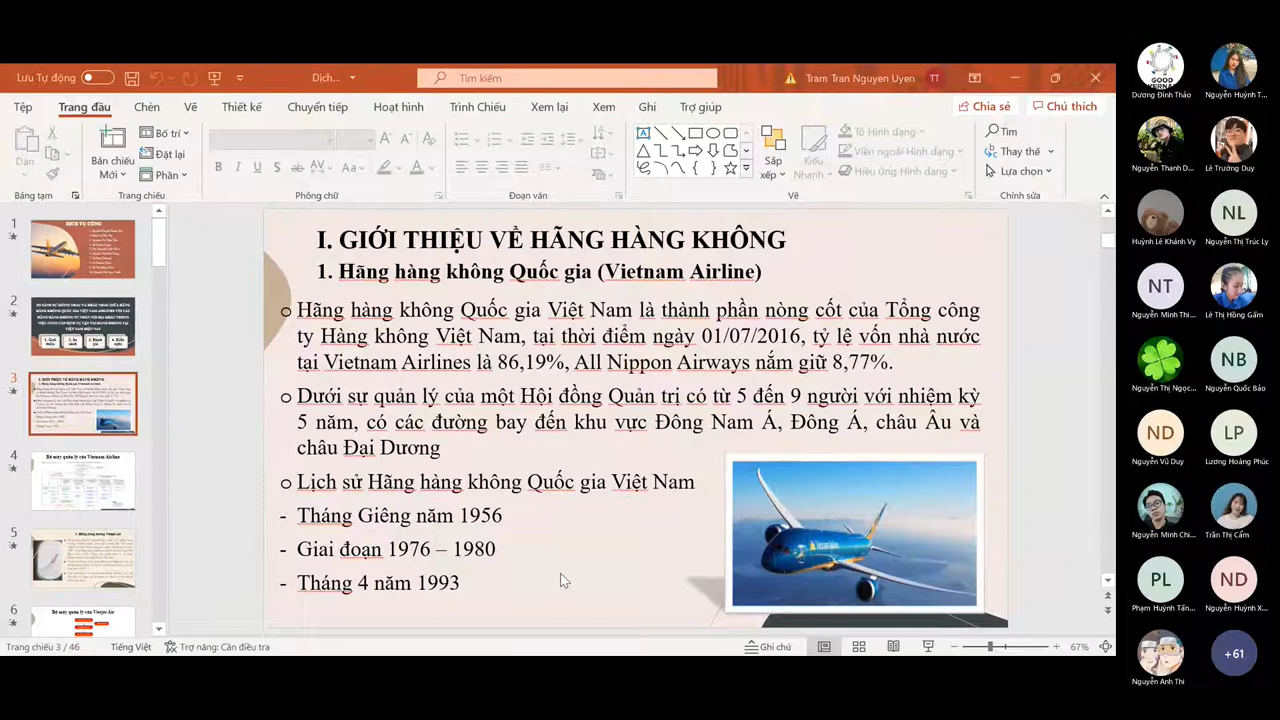 Lưu Tự động
Dịch...
Tìm kiếm
Tram Tran Nguyen Uyen
TT
Tệp
Trang đầu
Chèn
Vẽ
Thiết kế
Chuyển tiếp
Hoạt hình
Trình Chiếu
Xem lại
Xem
Ghi
Trợ giúp
Chia sẻ
Chú thích
Dán
Bản chiếu
Mới
Bố trí
Đặt lại
Phần
Sắp
xếp
Kiểu
Nhanh
Tô Hình dạng
Viền ngoài Hình dạng
Hiệu ứng Hình dạng
Tìm
Thay thế
Lựa chọn
Bảng tạm
Trang chiếu
Phông chữ
Đoạn văn
Vẽ
Chỉnh sửa
I. GIỚI THIỆU VỀ HÃNG HÀNG KHÔNG
1. Hãng hàng không Quốc gia (Vietnam Airline)
o Hãng hàng không Quốc gia Việt Nam là thành phần nòng cốt của Tổng công
ty Hàng không Việt Nam, tại thời điểm ngày 01/07/2016, tỷ lệ vốn nhà nước
tại Vietnam Airlines là 86,19%, All Nippon Airways nắm giữ 8,77%.
o Dưới sự quản lý của một Hội đồng Quản trị có từ 5 đến 9 người với nhiệm kỳ
5 năm, có các đường bay đến khu vực Đông Nam Á, Đông Á, châu Âu và
châu Đại Dương
o Lịch sử Hãng hàng không Quốc gia Việt Nam
- Tháng Giêng năm 1956
- Giai đoạn 1976 – 1980
- Tháng 4 năm 1993
1
DỊCH VỤ CÔNG
2
3
4
Bộ máy quản lý của Vietnam Airline
5
6
Bộ máy quản lý của Vietjet Air
Trang chiếu 3 / 46
Tiếng Việt
Trợ năng: Cần điều tra
Ghi chú
67%
Dương Đình Thảo
Nguyễn Huỳnh T...
Nguyễn Thanh D...
Lê Trường Duy
Huỳnh Lê Khánh Vy
NL
Nguyễn Thị Trúc Ly
NT
Nguyễn Minh Thi...
Lê Thị Hồng Gấm
Nguyễn Thị Ngọc...
NB
Nguyễn Quốc Bảo
ND
Nguyễn Vũ Duy
LP
Lương Hoàng Phúc
Nguyễn Minh Chi...
Trần Thị Cẩm
PL
Phạm Huỳnh Tấn...
ND
Nguyễn Huỳnh X...
Nguyễn Anh Thi
+61